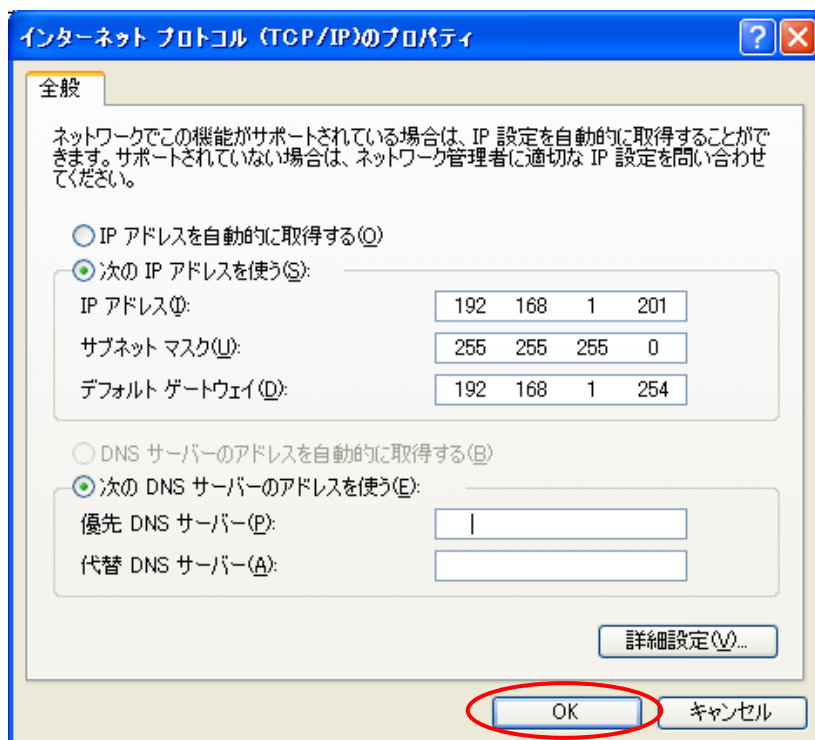 インターネット プロトコル (TCP/IP)のプロパティ
全般
ネットワークでこの機能がサポートされている場合は、IP 設定を自動的に取得することがで
きます。サポートされていない場合は、ネットワーク管理者に適切な IP 設定を問い合わせ
てください。
IP アドレスを自動的に取得する(O)
次の IP アドレスを使う(S):
IP アドレス(I): 192 168 1 201
サブネット マスク(U): 255 255 255 0
デフォルト ゲートウェイ(D): 192 168 1 254
DNS サーバーのアドレスを自動的に取得する(B)
次の DNS サーバーのアドレスを使う(E):
優先 DNS サーバー(P):
代替 DNS サーバー(A):
詳細設定(V)...
OK キャンセル